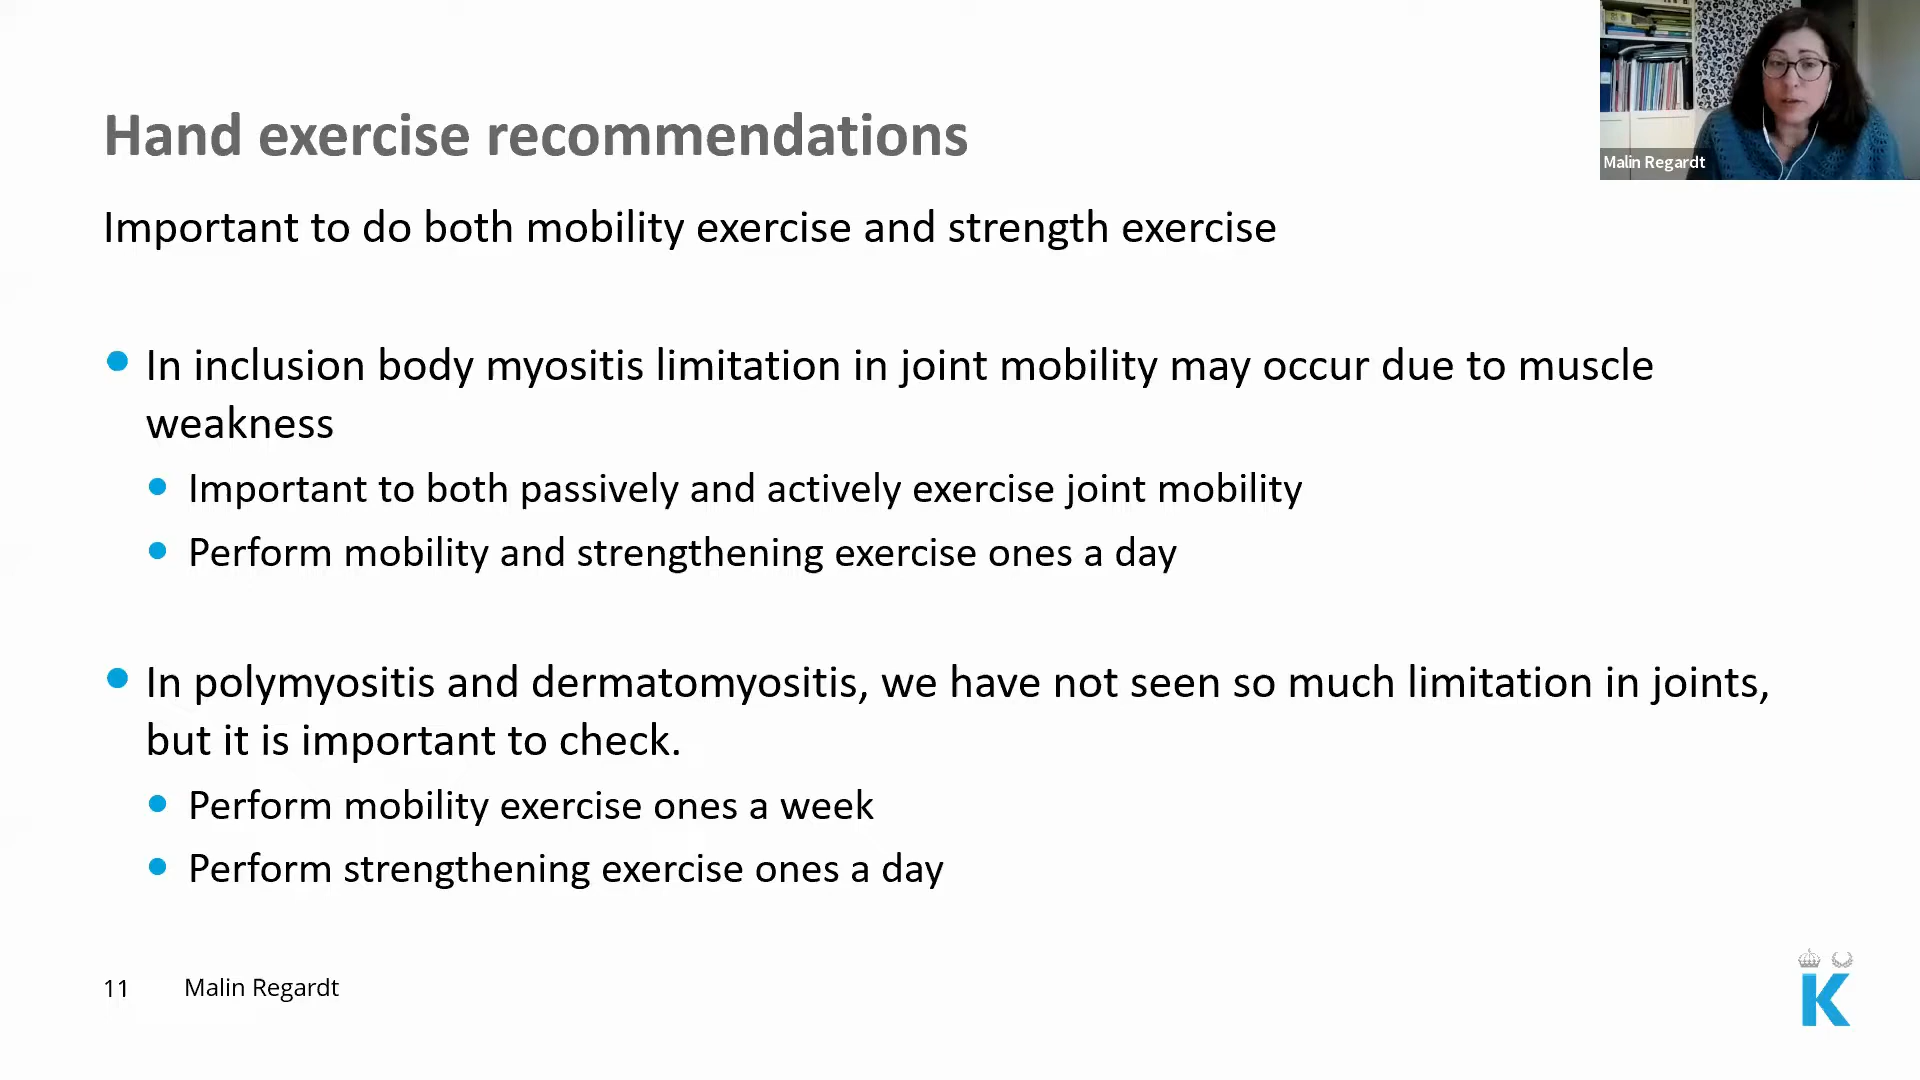 Hand exercise recommendations
Malin Regardt
Important to do both mobility exercise and strength exercise
In inclusion body myositis limitation in joint mobility may occur due to muscle
weakness
Important to both passively and actively exercise joint mobility
Perform mobility and strengthening exercise ones a day
In polymyositis and dermatomyositis, we have not seen so much limitation in joints,
but it is important to check.
Perform mobility exercise ones a week
Perform strengthening exercise ones a day
11 Malin Regardt
K